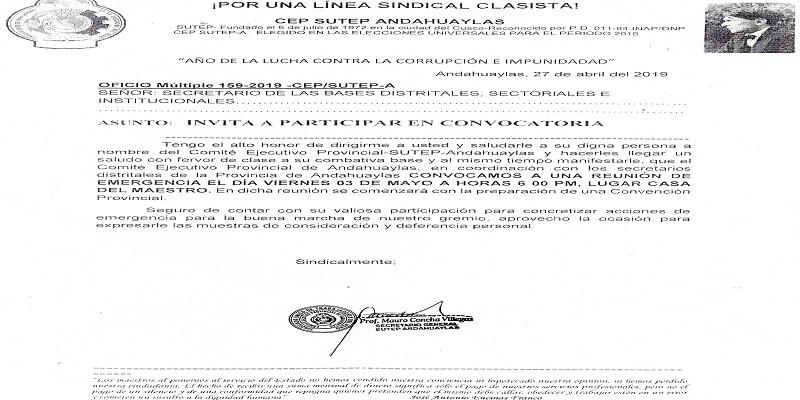 ¡POR UNA LÍNEA SINDICAL CLASISTA!
CEP SUTEP ANDAHUAYLAS
SUTEP- Fundado el 6 de julio de 1972 en la ciudad del Cusco-Reconocido por P.D. 011-84.INAP/DNP
CEP SUTEP-A. ELEGIDO EN LAS ELECCIONES UNIVERSALES PARA EL PERIODO 2015
“AÑO DE LA LUCHA CONTRA LA CORRUPCIÓN E IMPUNIDADAD”
Andahuaylas, 27 de abril del 2019
OFICIO Múltiple 159-2019 -CEP/SUTEP-A
SEÑOR: SECRETARIO DE LAS BASES DISTRITALES, SECTORIALES E
INSTITUCIONALES
ASUNTO: INVITA A PARTICIPAR EN CONVOCATORIA
Tengo el alto honor de dirigirme a usted y saludarle a su digna persona a
nombre del Comité Ejecutivo Provincial-SUTEP-Andahuaylas y hacerles llegar un
saludo con fervor de clase a su combativa base y al mismo tiempo manifestarle, que el
Comité Ejecutivo Provincial de Andahuaylas, en coordinación con los secretarios
distritales de la Provincia de Andahuaylas CONVOCAMOS A UNA REUNIÓN DE
EMERGENCIA EL DÍA VIERNES 03 DE MAYO A HORAS 6 00 PM, LUGAR CASA
DEL MAESTRO. En dicha reunión se comenzará con la preparación de una Convención
Provincial.
Seguro de contar con su valiosa participación para concretizar acciones de
emergencia para la buena marcha de nuestro gremio, aprovecho la ocasión para
expresarle las muestras de consideración y deferencia personal.
Sindicalmente;
Prof. Mauro Concha Villegas
SECRETARIO GENERAL
SUTEP ANDAHUAYLAS
"Los maestros al ponernos al servicio del Estado no hemos vendido nuestra conciencia ni hipotecado nuestra opinión, ni hemos perdido
nuestra ciudadanía. El hecho de recibir una suma mensual de dinero significa sólo el pago de nuestros servicios profesionales, pero no el
pago de un silencio y de una conformidad que repugna quienes pretenden que el mismo debe callar, obedecer y trabajar están en un error
y cometen un insulto a la dignidad humana" José Antonio Encinas Franco